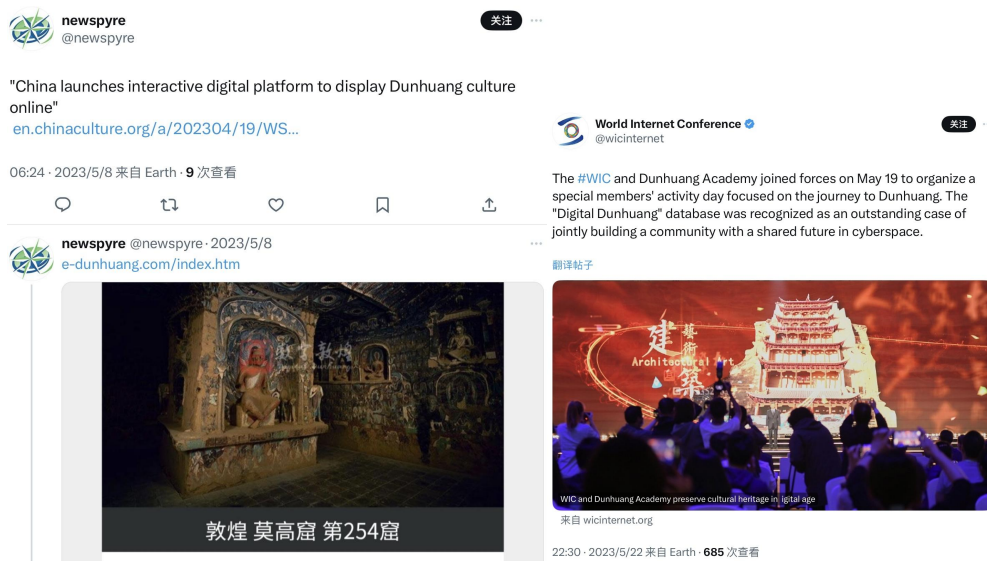 newspyre
@newspyre
关注
"China launches interactive digital platform to display Dunhuang culture
online"
en.chinaculture.org/a/202304/19/WS...
06:24 · 2023/5/8 来自 Earth · 9 次查看
newspyre @newspyre · 2023/5/8
e-dunhuang.com/index.htm
数字敦煌
敦煌 莫高窟 第254窟
World Internet Conference
@wicinternet
关注
The #WIC and Dunhuang Academy joined forces on May 19 to organize a
special members' activity day focused on the journey to Dunhuang. The
"Digital Dunhuang" database was recognized as an outstanding case of
jointly building a community with a shared future in cyberspace.
翻译帖子
建築
藝術
Architectural Art
WIC and Dunhuang Academy preserve cultural heritage in igital age
来自 wicinternet.org
22:30 · 2023/5/22 来自 Earth · 685 次查看